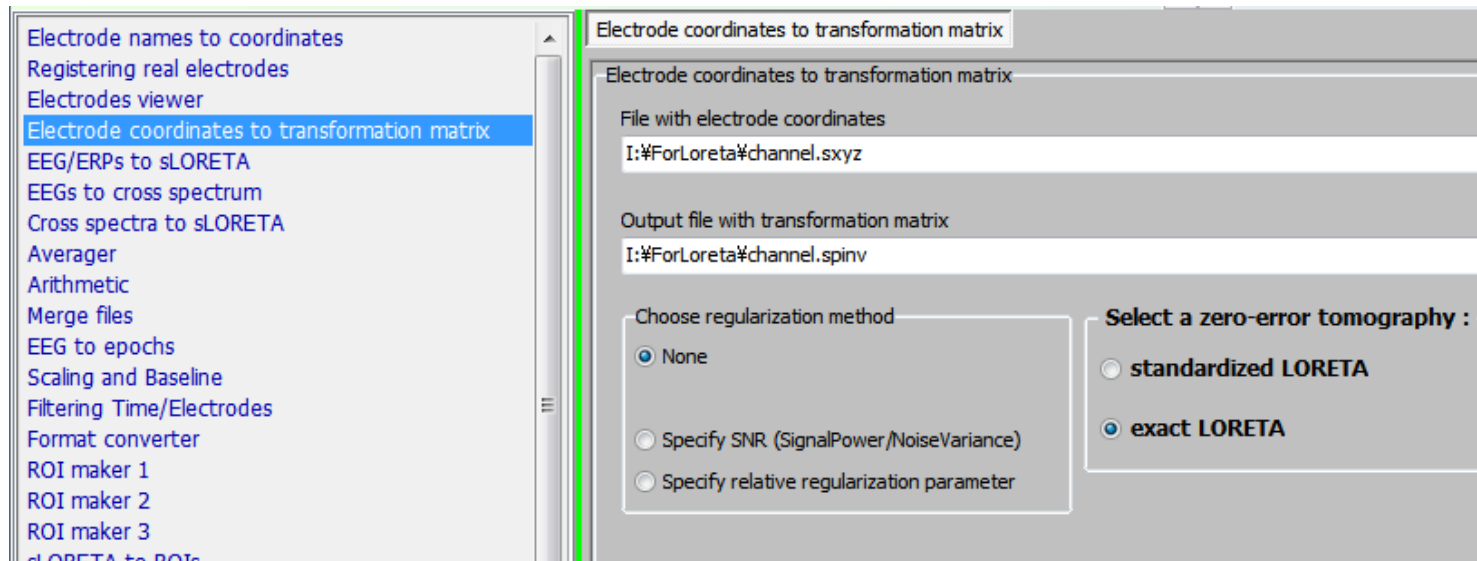 Electrode names to coordinates
Registering real electrodes
Electrodes viewer
Electrode coordinates to transformation matrix
EEG/ERPs to sLORETA
EEGs to cross spectrum
Cross spectra to sLORETA
Averager
Arithmetic
Merge files
EEG to epochs
Scaling and Baseline
Filtering Time/Electrodes
Format converter
ROI maker 1
ROI maker 2
ROI maker 3
sLORETA to ROIs
Electrode coordinates to transformation matrix
Electrode coordinates to transformation matrix
File with electrode coordinates
I:¥ForLoreta¥channel.sxyz
Output file with transformation matrix
I:¥ForLoreta¥channel.spinv
Choose regularization method
None
Specify SNR (SignalPower/NoiseVariance)
Specify relative regularization parameter
Select a zero-error tomography :
standardized LORETA
exact LORETA